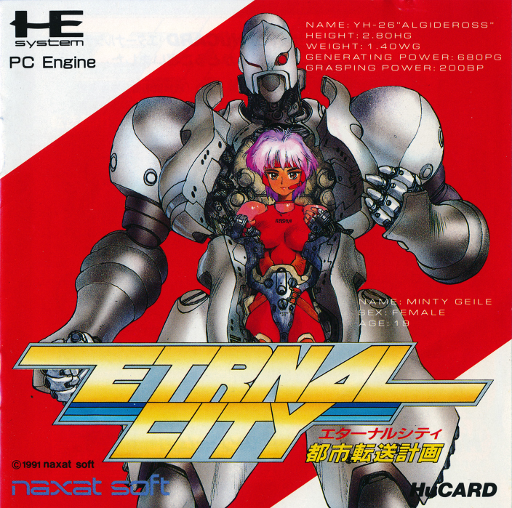 HE
system
PC Engine
NAME: YH-26"ALGIDEROSS"
HEIGHT: 2.80HG
WEIGHT: 1.40WG
GENERATING POWER: 680PG
GRASPING POWER: 200BP
NAME: MINTY GEILE
SEX: FEMALE
AGE: 19
ETRNAL
CITY
エターナルシティ
都市転送計画
©1991 naxat soft
naxat soft
HuCARD